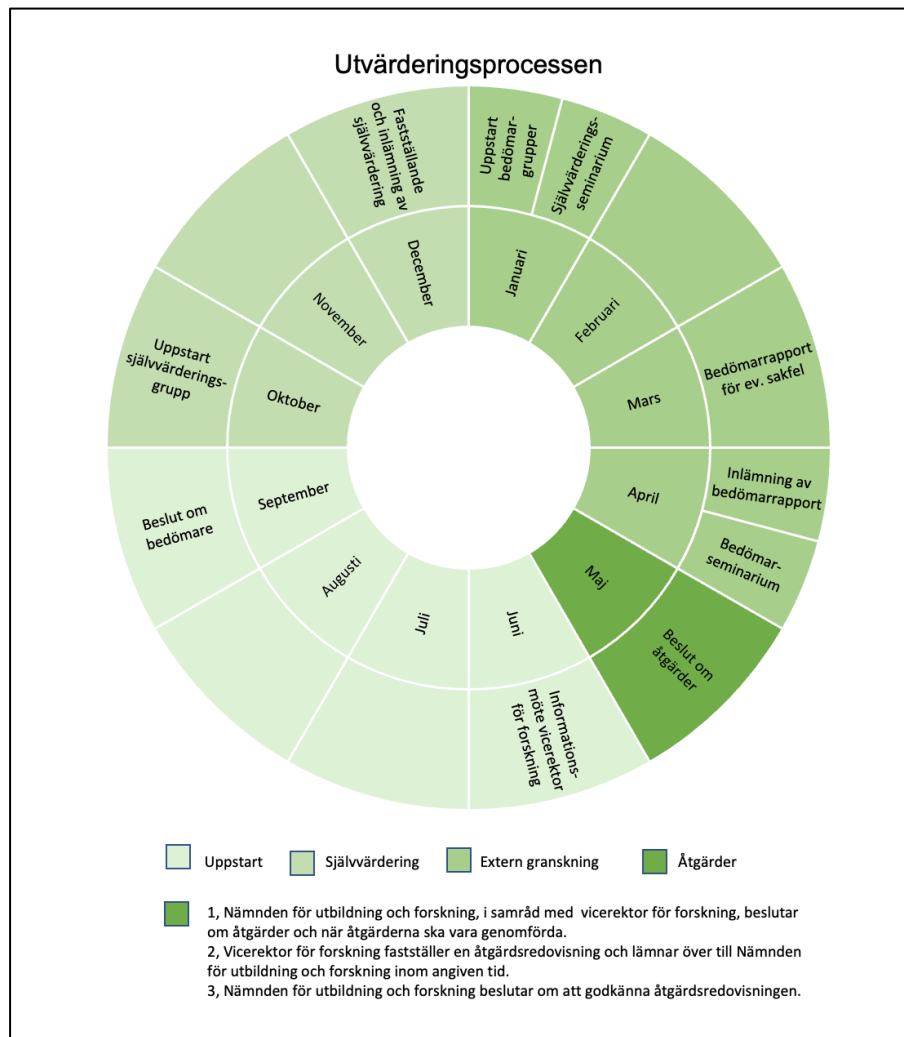 Utvärderingsprocessen
Uppstart
bedömar-
grupper
Självvärderings-
seminarium
Januari
Februari
Bedömarrapport
för ev. sakfel
Mars
Inlämning av
bedömarrapport
Bedömar-
seminarium
April
Beslut om
åtgärder
Maj
Informations-
möte vicerektor
för forskning
Juni
Juli
Augusti
Beslut om
bedömare
September
Uppstart
självvärderings-
grupp
Oktober
November
Fastställande
och inlämning av
självvärdering
December
Uppstart
Självvärdering
Extern granskning
Åtgärder
1, Nämnden för utbildning och forskning, i samråd med vicerektor för forskning, beslutar
om åtgärder och när åtgärderna ska vara genomförda.
2, Vicerektor för forskning fastställer en åtgärdsredovisning och lämnar över till Nämnden
för utbildning och forskning inom angiven tid.
3, Nämnden för utbildning och forskning beslutar om att godkänna åtgärdsredovisningen.